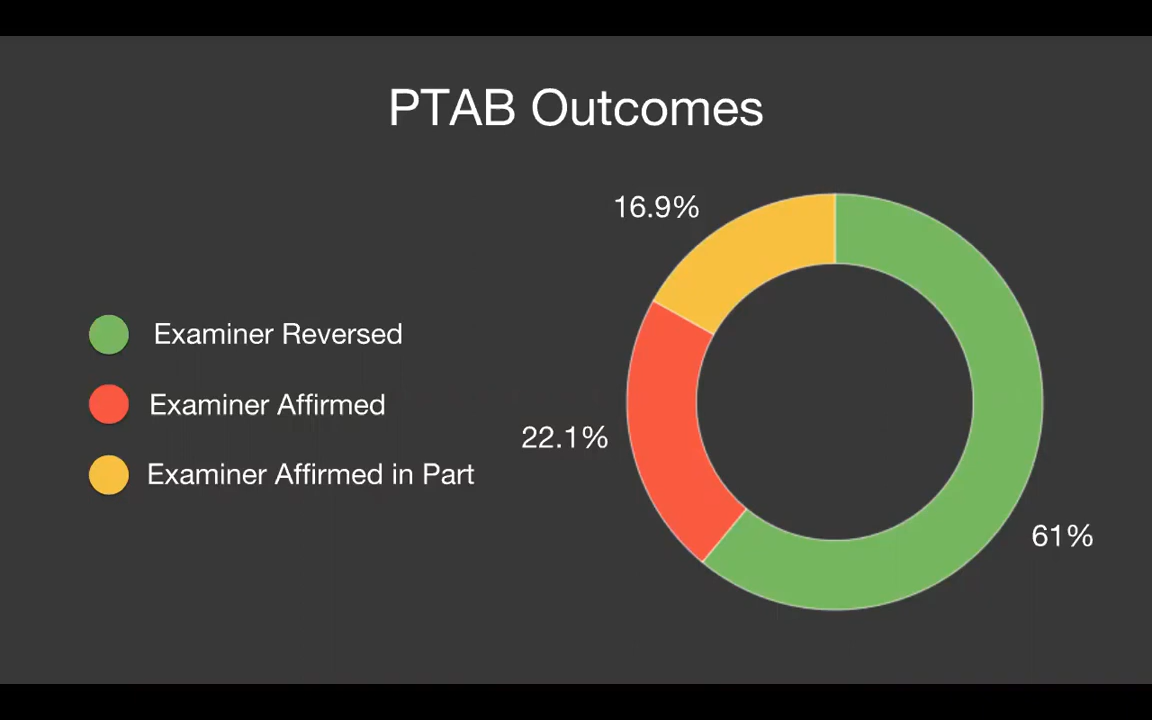 PTAB Outcomes
16.9%
Examiner Reversed
Examiner Affirmed
22.1%
Examiner Affirmed in Part
61%